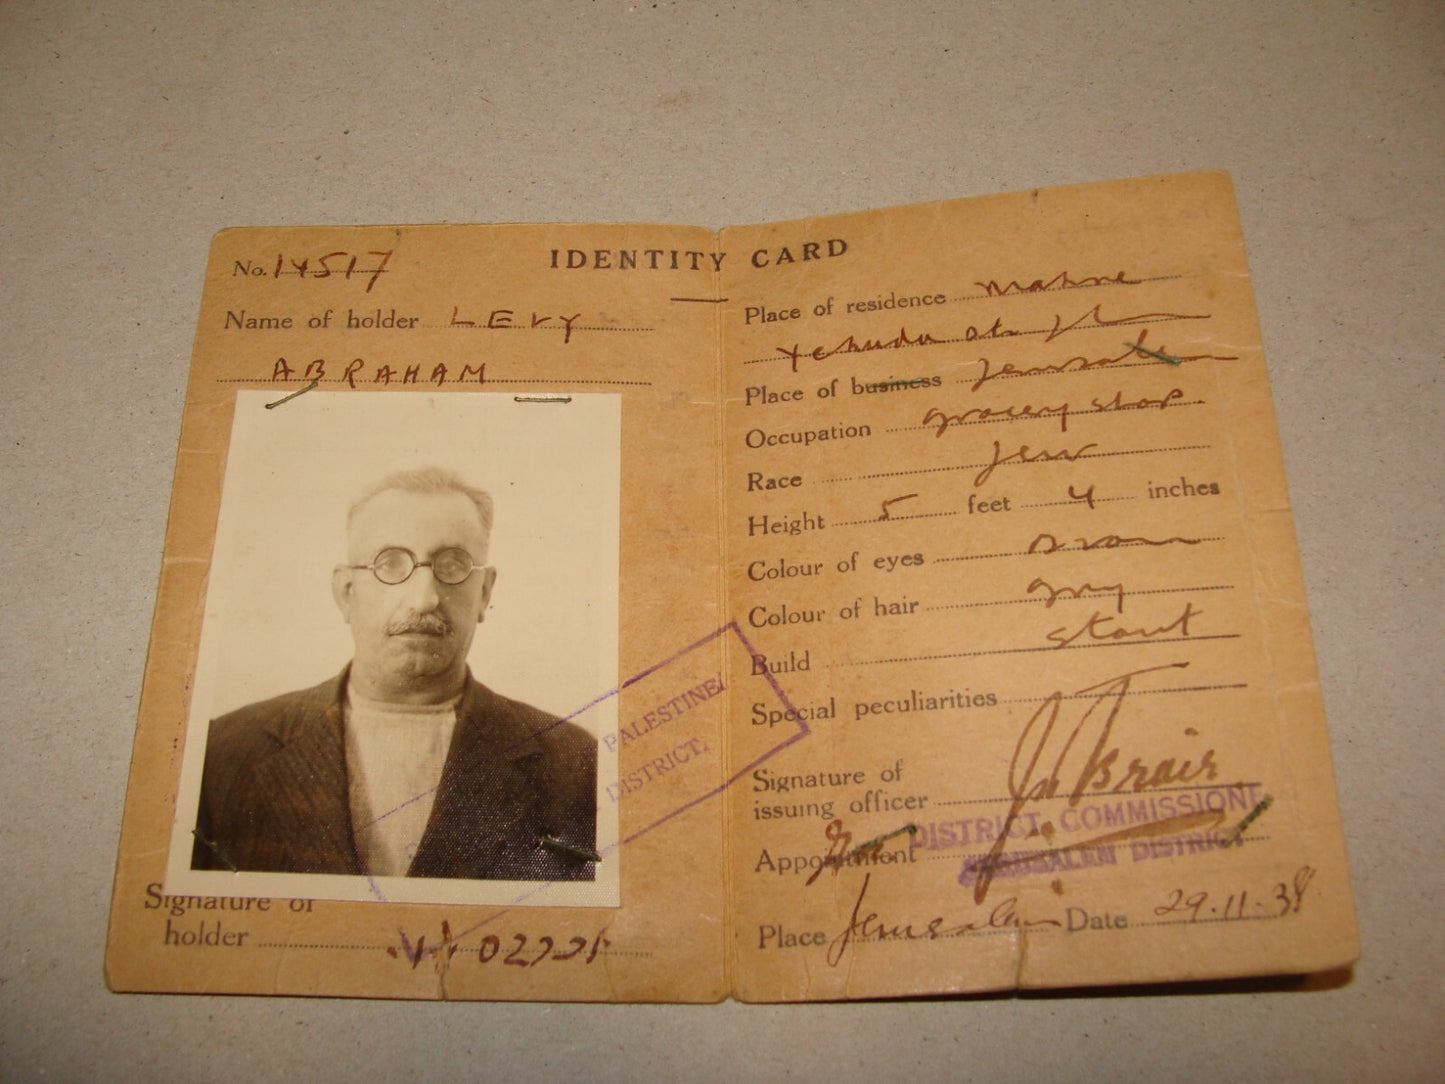 IDENTITY CARD
No. 14517
Name of holder LEVY
ABRAHAM
PALESTINE
DISTRICT.
Signature of
holder
Place of residence Mahne
Yehuda
Place of business Jerusalem
Occupation grocery shop.
Race Jew
Height 5 feet 4 inches
Colour of eyes Brown
Colour of hair grey
Build stout
Special peculiarities
Signature of
issuing officer
Appointment DISTRICT COMMISSIONE
JERUSALEM DISTRICT
Place Jerusalem Date 29.11.38